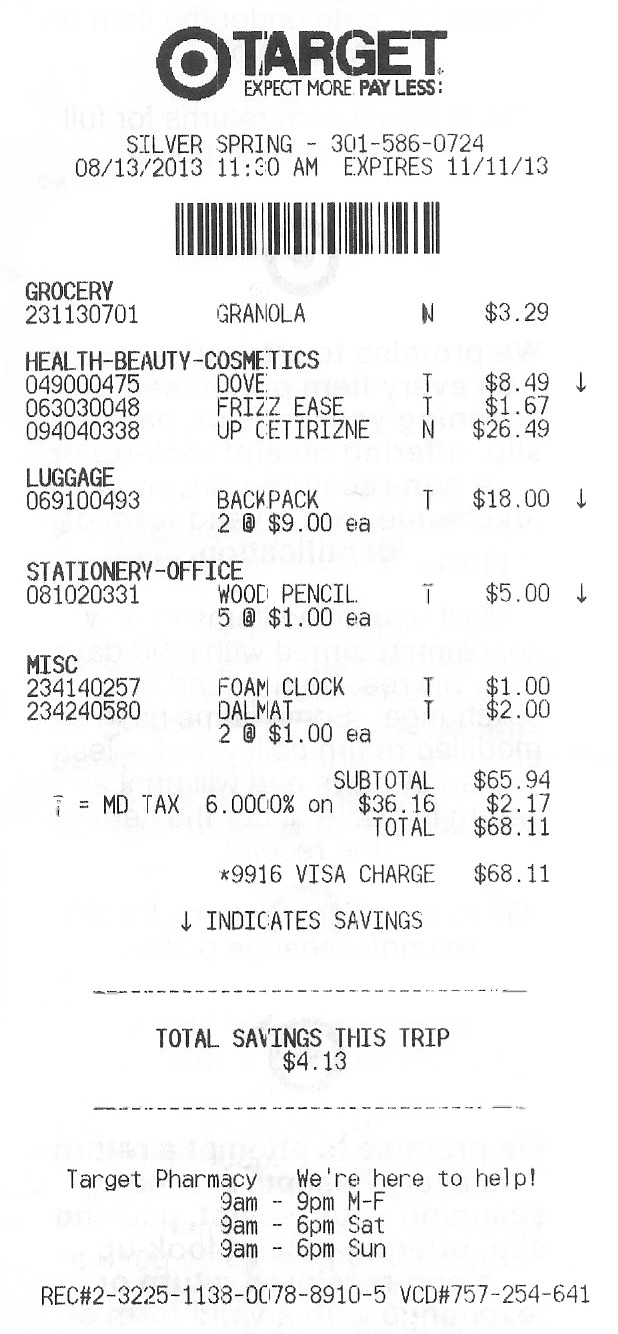 TARGET
EXPECT MORE. PAY LESS.
SILVER SPRING - 301-586-0724
08/13/2013 11:30 AM EXPIRES 11/11/13
GROCERY
231130701 GRANOLA N $3.29
HEALTH-BEAUTY-COSMETICS
049000475 DOVE T $8.49 ↓
063030048 FRIZZ EASE T $1.67
094040338 UP CETIRIZNE N $26.49
LUGGAGE
069100493 BACKPACK T $18.00 ↓
2 @ $9.00 ea
STATIONERY-OFFICE
081020331 WOOD PENCIL T $5.00 ↓
5 @ $1.00 ea
MISC
234140257 FOAM CLOCK T $1.00
234240580 DALMAT T $2.00
2 @ $1.00 ea
SUBTOTAL $65.94
T = MD TAX 6.0000% on $36.16 $2.17
TOTAL $68.11
*9916 VISA CHARGE $68.11
↓ INDICATES SAVINGS
TOTAL SAVINGS THIS TRIP
$4.13
Target Pharmacy - We're here to help!
9am - 9pm M-F
9am - 6pm Sat
9am - 6pm Sun
REC#2-3225-1138-0078-8910-5 VCD#757-254-641